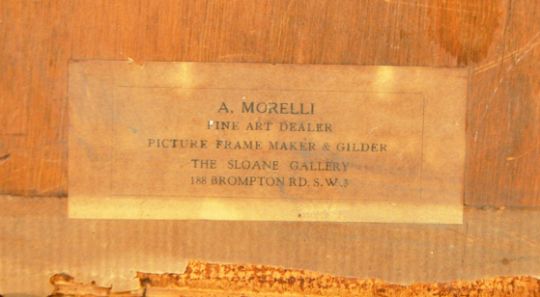 A. MORELLI
FINE ART DEALER
PICTURE FRAME MAKER & GILDER
THE SLOANE GALLERY
188 BROMPTON RD. S.W.3